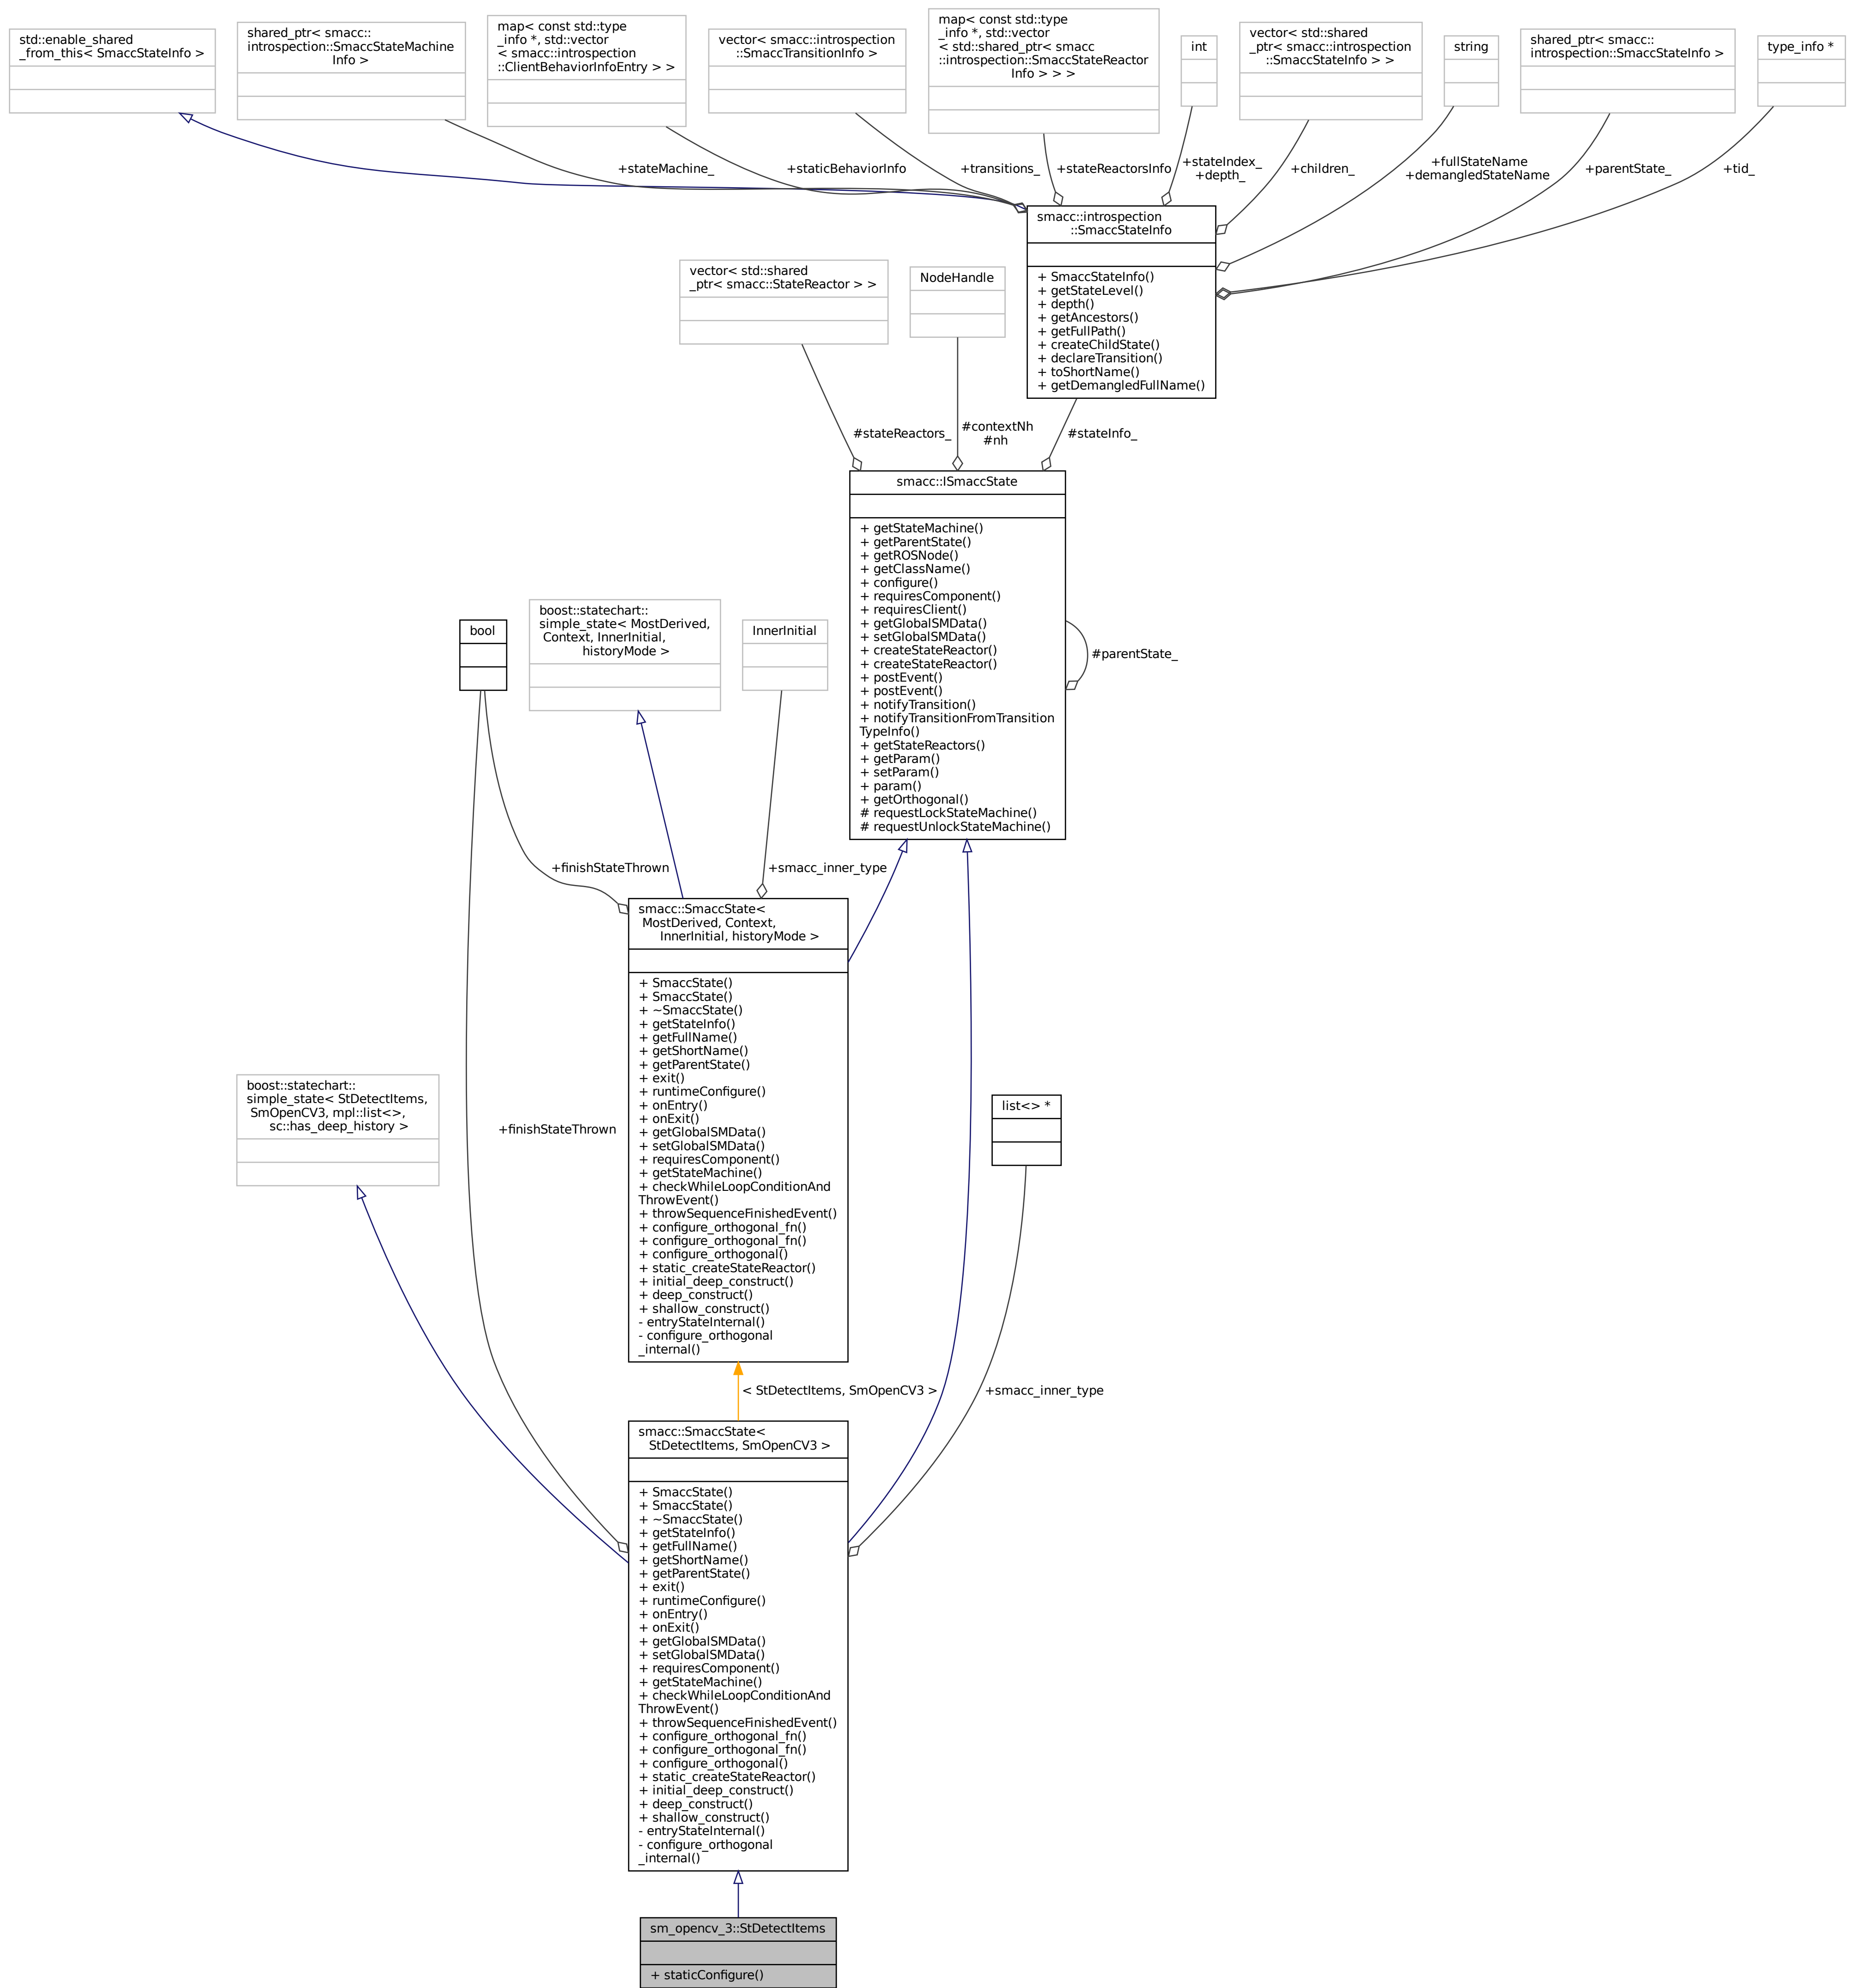 std::enable_shared
_from_this< SmaccStateInfo >
shared_ptr< smacc::
introspection::SmaccStateMachine
Info >
map< const std::type
_info *, std::vector
< smacc::introspection
::ClientBehaviorInfoEntry > >
vector< smacc::introspection
::SmaccTransitionInfo >
map< const std::type
_info *, std::vector
< std::shared_ptr< smacc
::introspection::SmaccStateReactor
Info > > >
int
vector< std::shared
_ptr< smacc::introspection
::SmaccStateInfo > >
string
shared_ptr< smacc::
introspection::SmaccStateInfo >
type_info *
+stateMachine_
+staticBehaviorInfo
+transitions_
+stateReactorsInfo
+stateIndex_
+depth_
+children_
+fullStateName
+demangledStateName
+parentState_
+tid_
smacc::introspection
::SmaccStateInfo
+ SmaccStateInfo()
+ getStateLevel()
+ depth()
+ getAncestors()
+ getFullPath()
+ createChildState()
+ declareTransition()
+ toShortName()
+ getDemangledFullName()
vector< std::shared
_ptr< smacc::StateReactor > >
NodeHandle
#stateReactors_
#contextNh
#nh
#stateInfo_
smacc::ISmaccState
+ getStateMachine()
+ getParentState()
+ getROSNode()
+ getClassName()
+ configure()
+ requiresComponent()
+ requiresClient()
+ getGlobalSMData()
+ setGlobalSMData()
+ createStateReactor()
+ createStateReactor()
+ postEvent()
+ postEvent()
+ notifyTransition()
+ notifyTransitionFromTransition
TypeInfo()
+ getStateReactors()
+ getParam()
+ setParam()
+ param()
+ getOrthogonal()
# requestLockStateMachine()
# requestUnlockStateMachine()
#parentState_
bool
boost::statechart::
simple_state< MostDerived,
Context, InnerInitial,
historyMode >
InnerInitial
+finishStateThrown
+smacc_inner_type
smacc::SmaccState<
MostDerived, Context,
InnerInitial, historyMode >
+ SmaccState()
+ SmaccState()
+ ~SmaccState()
+ getStateInfo()
+ getFullName()
+ getShortName()
+ getParentState()
+ exit()
+ runtimeConfigure()
+ onEntry()
+ onExit()
+ getGlobalSMData()
+ setGlobalSMData()
+ requiresComponent()
+ getStateMachine()
+ checkWhileLoopConditionAnd
ThrowEvent()
+ throwSequenceFinishedEvent()
+ configure_orthogonal_fn()
+ configure_orthogonal_fn()
+ configure_orthogonal()
+ static_createStateReactor()
+ initial_deep_construct()
+ deep_construct()
+ shallow_construct()
- entryStateInternal()
- configure_orthogonal
_internal()
boost::statechart::
simple_state< StDetectItems,
SmOpenCV3, mpl::list<>,
sc::has_deep_history >
+finishStateThrown
list<> *
< StDetectItems, SmOpenCV3 >
+smacc_inner_type
smacc::SmaccState<
StDetectItems, SmOpenCV3 >
+ SmaccState()
+ SmaccState()
+ ~SmaccState()
+ getStateInfo()
+ getFullName()
+ getShortName()
+ getParentState()
+ exit()
+ runtimeConfigure()
+ onEntry()
+ onExit()
+ getGlobalSMData()
+ setGlobalSMData()
+ requiresComponent()
+ getStateMachine()
+ checkWhileLoopConditionAnd
ThrowEvent()
+ throwSequenceFinishedEvent()
+ configure_orthogonal_fn()
+ configure_orthogonal_fn()
+ configure_orthogonal()
+ static_createStateReactor()
+ initial_deep_construct()
+ deep_construct()
+ shallow_construct()
- entryStateInternal()
- configure_orthogonal
_internal()
sm_opencv_3::StDetectItems
+ staticConfigure()